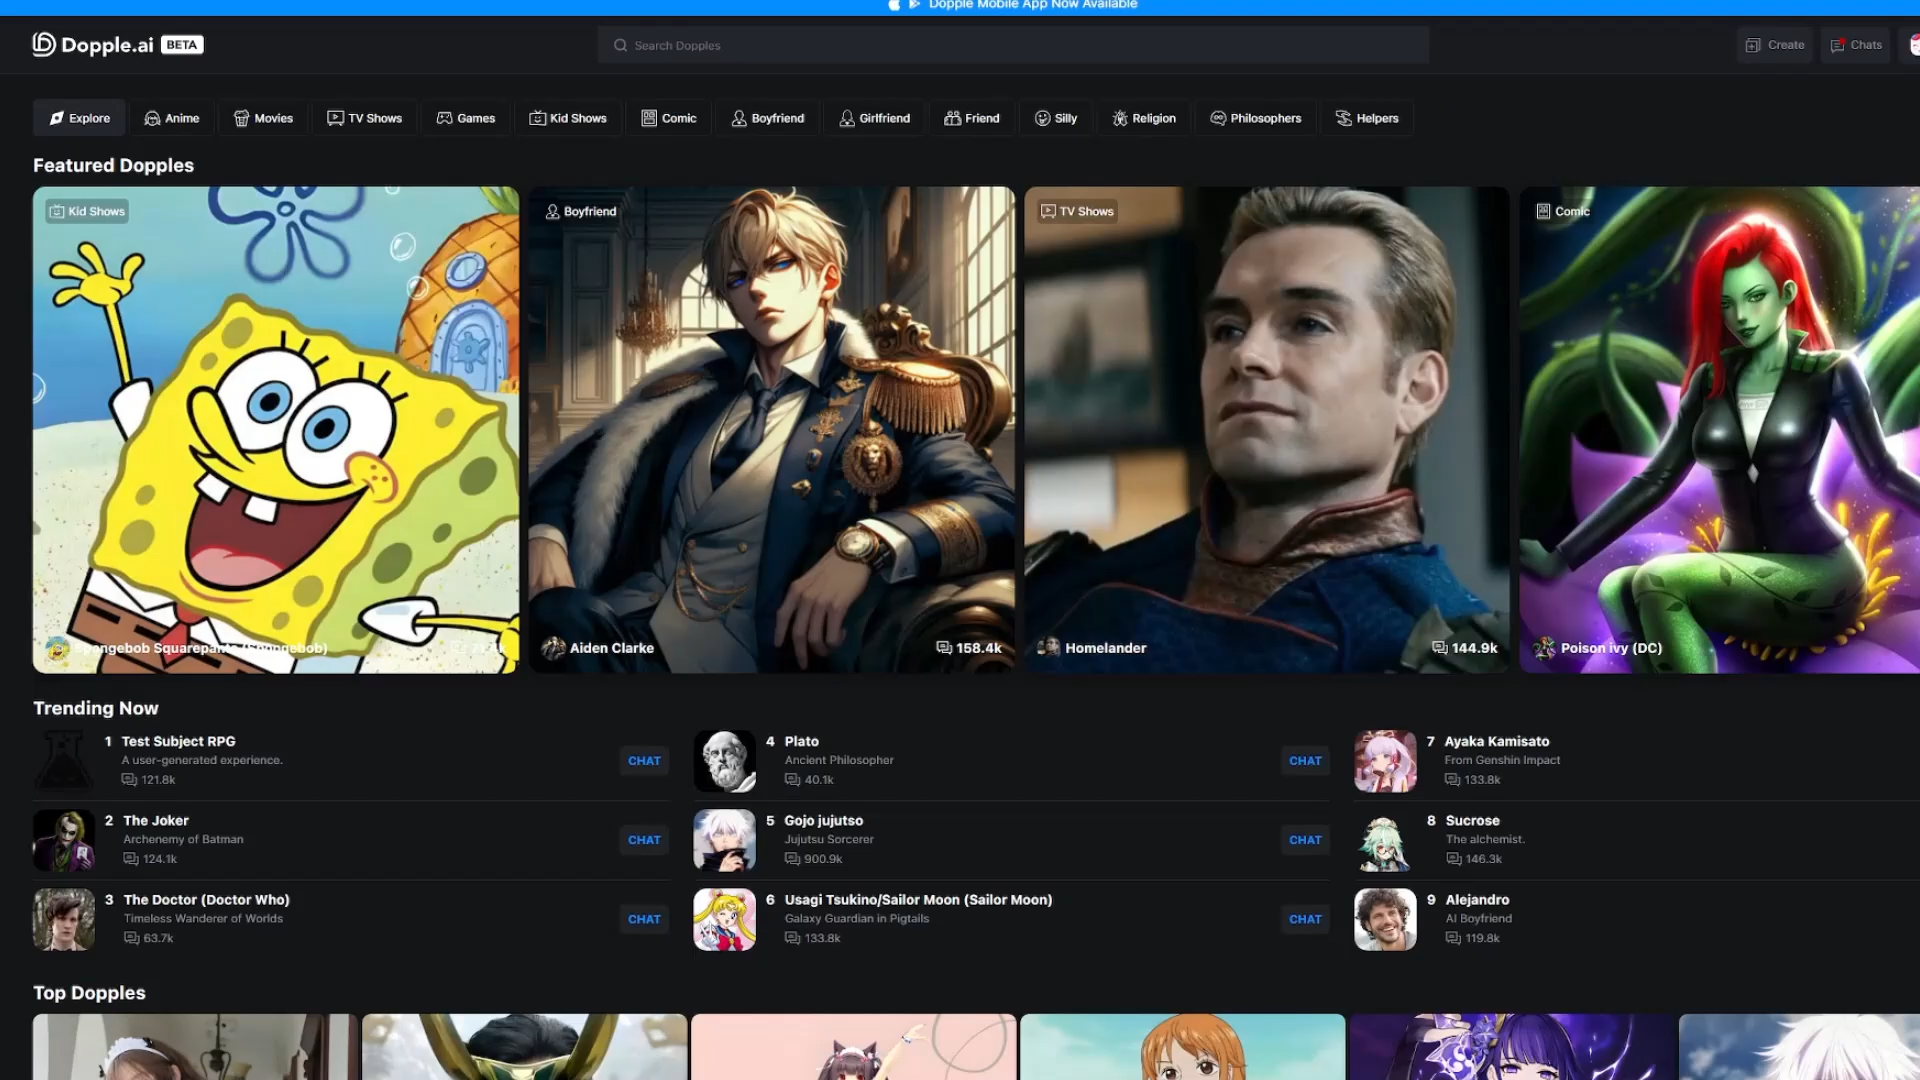 Dopple Mobile App Now Available
Dopple.ai BETA
Search Dopples
Create
Chats
Explore
Anime
Movies
TV Shows
Games
Kid Shows
Comic
Boyfriend
Girlfriend
Friend
Silly
Religion
Philosophers
Helpers
Featured Dopples
Kid Shows
Boyfriend
TV Shows
Comic
Spongebob Squarepants (Spongebob)
Aiden Clarke
158.4k
Homelander
144.9k
Poison ivy (DC)
Trending Now
1 Test Subject RPG
A user-generated experience.
121.8k
CHAT
2 The Joker
Archenemy of Batman
124.1k
CHAT
3 The Doctor (Doctor Who)
Timeless Wanderer of Worlds
63.7k
CHAT
4 Plato
Ancient Philosopher
40.1k
CHAT
5 Gojo jujutso
Jujutsu Sorcerer
900.9k
CHAT
6 Usagi Tsukino/Sailor Moon (Sailor Moon)
Galaxy Guardian in Pigtails
133.8k
CHAT
7 Ayaka Kamisato
From Genshin Impact
133.8k
8 Sucrose
The alchemist.
146.3k
9 Alejandro
AI Boyfriend
119.8k
Top Dopples